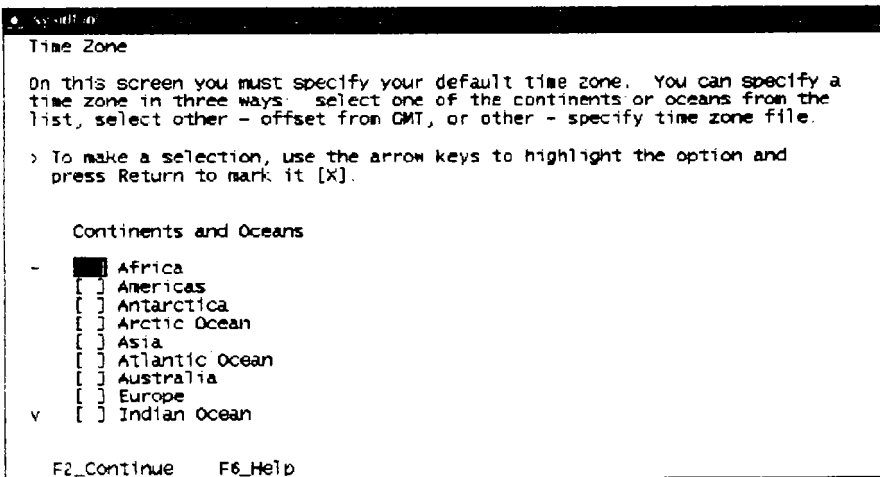 Time Zone
On this screen you must specify your default time zone. You can specify a
time zone in three ways: select one of the continents or oceans from the
list, select other - offset from GMT, or other - specify time zone file.
> To make a selection, use the arrow keys to highlight the option and
press Return to mark it [X].
Continents and Oceans
- Africa
[ ] Americas
[ ] Antarctica
[ ] Arctic Ocean
[ ] Asia
[ ] Atlantic Ocean
[ ] Australia
[ ] Europe
v [ ] Indian Ocean
F2_Continue F6_Help